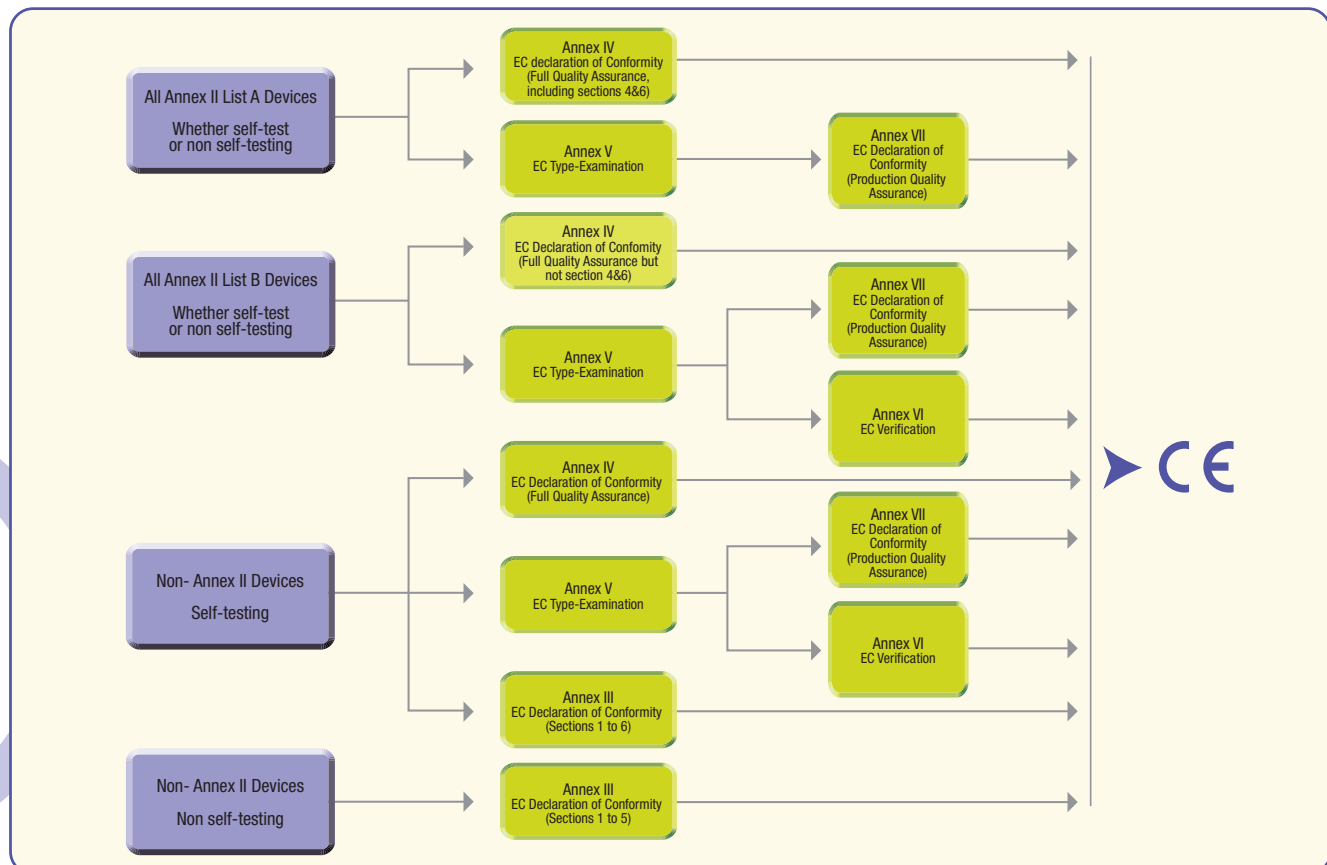 All Annex II List A Devices
Whether self-test
or non self-testing
Annex IV
EC declaration of Conformity
(Full Quality Assurance,
including sections 4&6)
Annex V
EC Type-Examination
Annex VII
EC Declaration of
Conformity
(Production Quality
Assurance)
All Annex II List B Devices
Whether self-test
or non self-testing
Annex IV
EC Declaration of Conformity
(Full Quality Assurance but
not section 4&6)
Annex V
EC Type-Examination
Annex VII
EC Declaration of
Conformity
(Production Quality
Assurance)
Annex VI
EC Verification
Non- Annex II Devices
Self-testing
Annex IV
EC Declaration of Conformity
(Full Quality Assurance)
Annex V
EC Type-Examination
Annex VII
EC Declaration of
Conformity
(Production Quality
Assurance)
Annex VI
EC Verification
Annex III
EC Declaration of Conformity
(Sections 1 to 6)
Non- Annex II Devices
Non self-testing
Annex III
EC Declaration of Conformity
(Sections 1 to 5)
CE